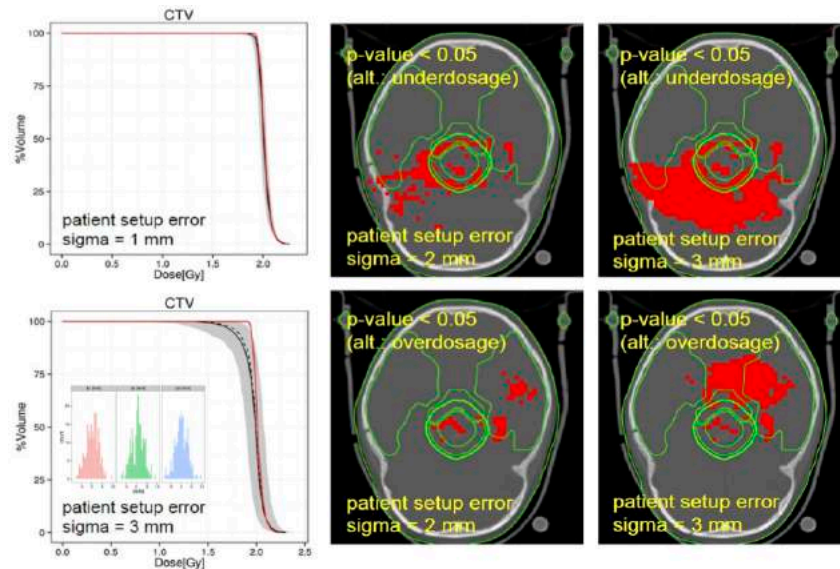 CTV
100
75
50
25
0
%Volume
patient setup error
sigma = 1 mm
0.0 0.5 1.0 1.5 2.0
Dose[Gy]
p-value < 0.05
(alt.: underdosage)
patient setup error
sigma = 2 mm
p-value < 0.05
(alt.: underdosage)
patient setup error
sigma = 3 mm
CTV
100
75
50
25
0
%Volume
patient setup error
sigma = 3 mm
0.0 0.5 1.0 1.5 2.0 2.5
Dose[Gy]
p-value < 0.05
(alt.: overdosage)
patient setup error
sigma = 2 mm
p-value < 0.05
(alt.: overdosage)
patient setup error
sigma = 3 mm